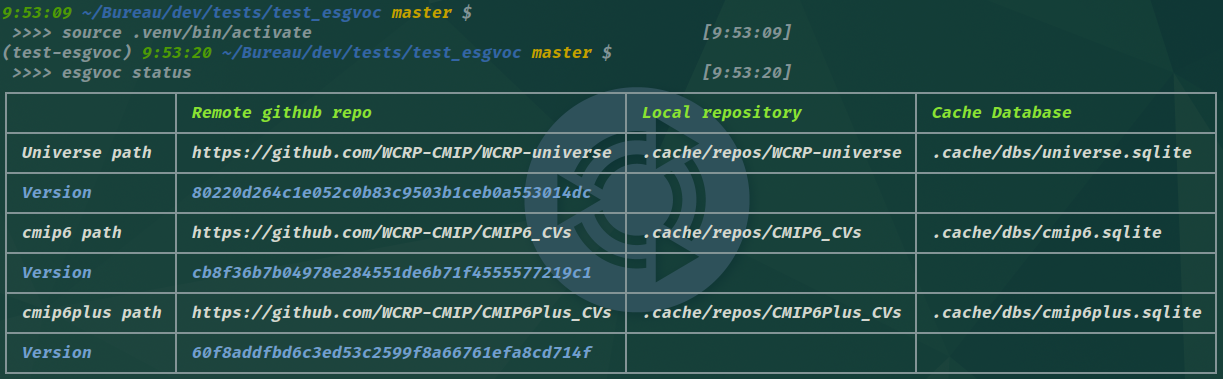 9:53:09 ~/Bureau/dev/tests/test_esgvoc master $
>>>> source .venv/bin/activate [9:53:09]
(test-esgvoc) 9:53:20 ~/Bureau/dev/tests/test_esgvoc master $
>>>> esgvoc status [9:53:20]
Remote github repo Local repository Cache Database
Universe path https://github.com/WCRP-CMIP/WCRP-universe .cache/repos/WCRP-universe .cache/dbs/universe.sqlite
Version 80220d264c1e052c0b83c9503b1ceb0a553014dc
cmip6 path https://github.com/WCRP-CMIP/CMIP6_CVs .cache/repos/CMIP6_CVs .cache/dbs/cmip6.sqlite
Version cb8f36b7b04978e284551de6b71f4555577219c1
cmip6plus path https://github.com/WCRP-CMIP/CMIP6Plus_CVs .cache/repos/CMIP6Plus_CVs .cache/dbs/cmip6plus.sqlite
Version 60f8addfbd6c3ed53c2599f8a66761efa8cd714f